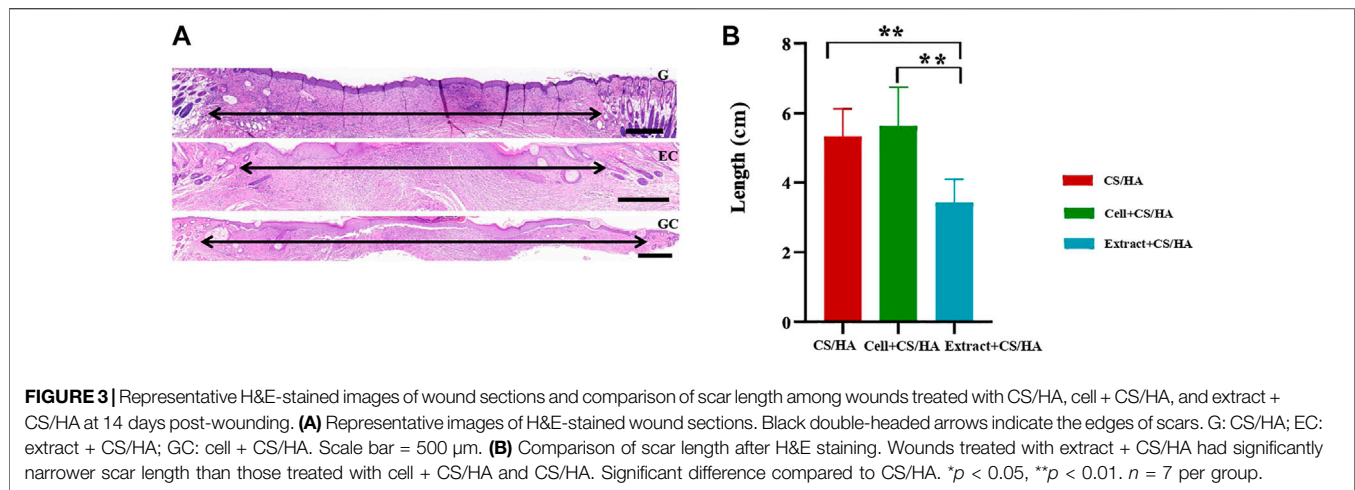 A
G
EC
GC
B
**
**
8
6
4
2
0
Length (cm)
CS/HA
Cell+CS/HA
Extract+CS/HA
CS/HA Cell+CS/HA Extract+CS/HA
FIGURE 3 | Representative H&E-stained images of wound sections and comparison of scar length among wounds treated with CS/HA, cell + CS/HA, and extract +
CS/HA at 14 days post-wounding. (A) Representative images of H&E-stained wound sections. Black double-headed arrows indicate the edges of scars. G: CS/HA; EC:
extract + CS/HA; GC: cell + CS/HA. Scale bar = 500 µm. (B) Comparison of scar length after H&E staining. Wounds treated with extract + CS/HA had significantly
narrower scar length than those treated with cell + CS/HA and CS/HA. Significant difference compared to CS/HA. *p < 0.05, **p < 0.01. n = 7 per group.